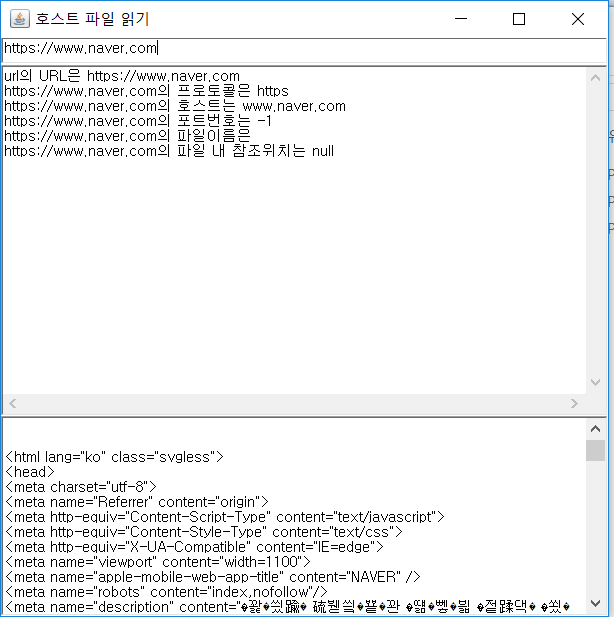 호스트 파일 읽기
https://www.naver.com
url의 URL은 https://www.naver.com
https://www.naver.com의 프로토콜은 https
https://www.naver.com의 호스트는 www.naver.com
https://www.naver.com의 포트번호는 -1
https://www.naver.com의 파일이름은
https://www.naver.com의 파일 내 참조위치는 null
<html lang="ko" class="svgless">
<head>
<meta charset="utf-8">
<meta name="Referrer" content="origin">
<meta http-equiv="Content-Script-Type" content="text/javascript">
<meta http-equiv="Content-Style-Type" content="text/css">
<meta http-equiv="X-UA-Compatible" content="IE=edge">
<meta name="viewport" content="width=1100">
<meta name="apple-mobile-web-app-title" content="NAVER" />
<meta name="robots" content="index,nofollow"/>
<meta name="description" content="